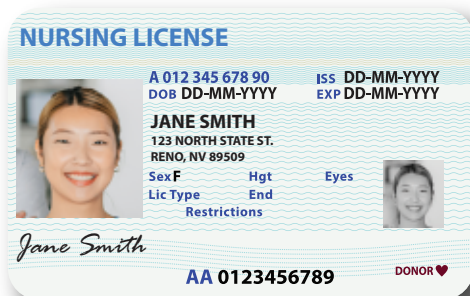 NURSING LICENSE
A 012 345 678 90 ISS DD-MM-YYYY
DOB DD-MM-YYYY EXP DD-MM-YYYY
JANE SMITH
123 NORTH STATE ST.
RENO, NV 89509
Sex F Hgt Eyes
Lic Type End
Restrictions
Jane Smith
AA 0123456789
DONOR